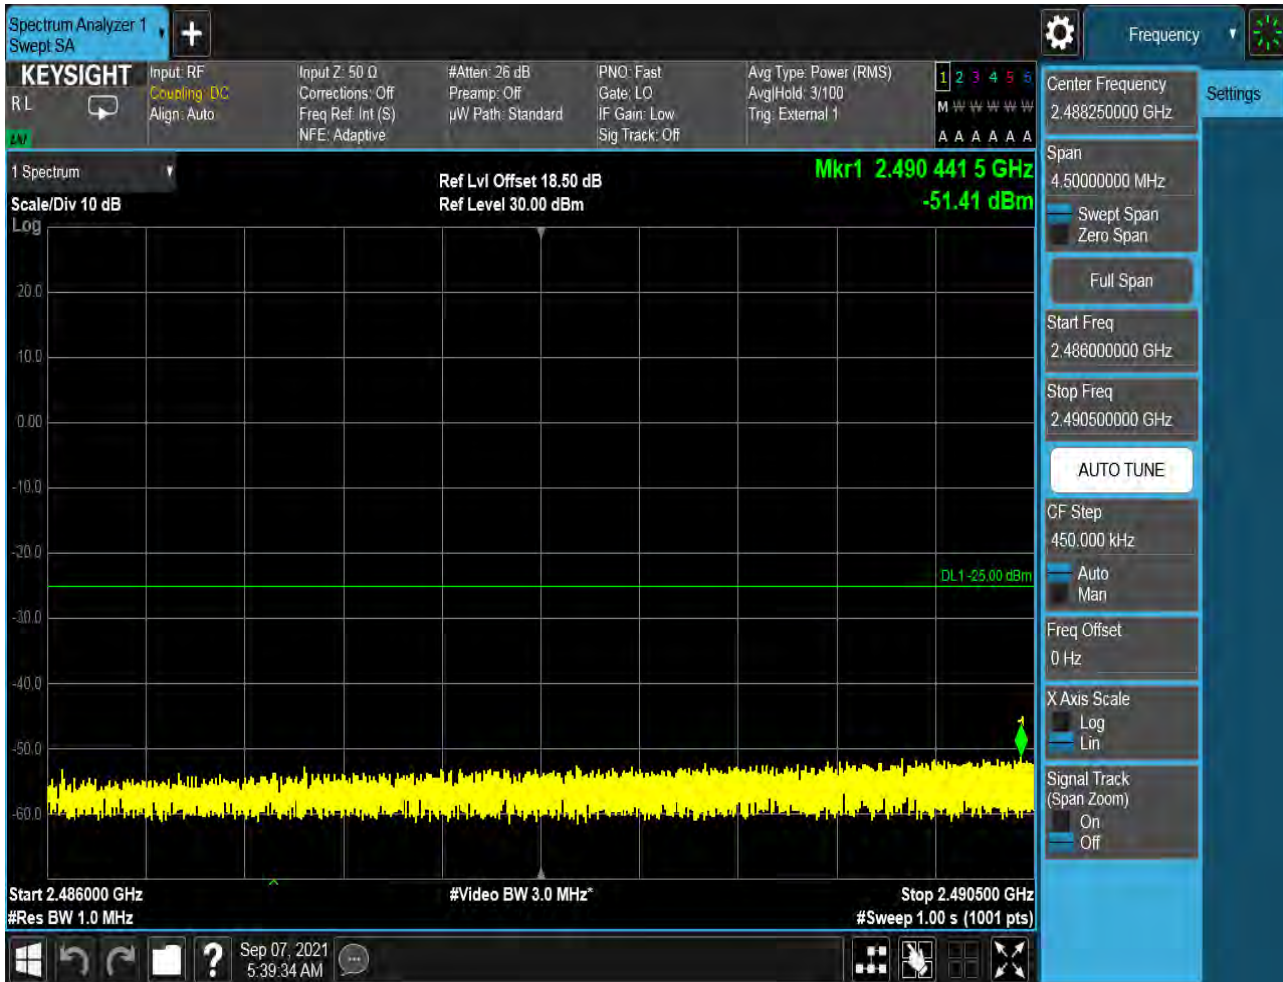 Spectrum Analyzer 1
Swept SA
Frequency
KEYSIGHT
R L
Input: RF
Coupling: DC
Align: Auto
Input Z: 50 Ω
Corrections: Off
Freq Ref: Int (S)
NFE: Adaptive
#Atten: 26 dB
Preamp: Off
µW Path: Standard
PNO: Fast
Gate: LO
IF Gain: Low
Sig Track: Off
Avg Type: Power (RMS)
Avg|Hold: 3/100
Trig: External 1
1 2 3 4 5 6
M W W W W W
A A A A A A
1 Spectrum
Scale/Div 10 dB
Log
Ref Lvl Offset 18.50 dB
Ref Level 30.00 dBm
Mkr1 2.490 441 5 GHz
-51.41 dBm
20.0
10.0
0.00
-10.0
-20.0
DL1 -25.00 dBm
-30.0
-40.0
1
-50.0
-60.0
Start 2.486000 GHz
#Res BW 1.0 MHz
#Video BW 3.0 MHz*
Stop 2.490500 GHz
#Sweep 1.00 s (1001 pts)
Sep 07, 2021
5:39:34 AM
Center Frequency
2.488250000 GHz
Settings
Span
4.50000000 MHz
Swept Span
Zero Span
Full Span
Start Freq
2.486000000 GHz
Stop Freq
2.490500000 GHz
AUTO TUNE
CF Step
450.000 kHz
Auto
Man
Freq Offset
0 Hz
X Axis Scale
Log
Lin
Signal Track
(Span Zoom)
On
Off